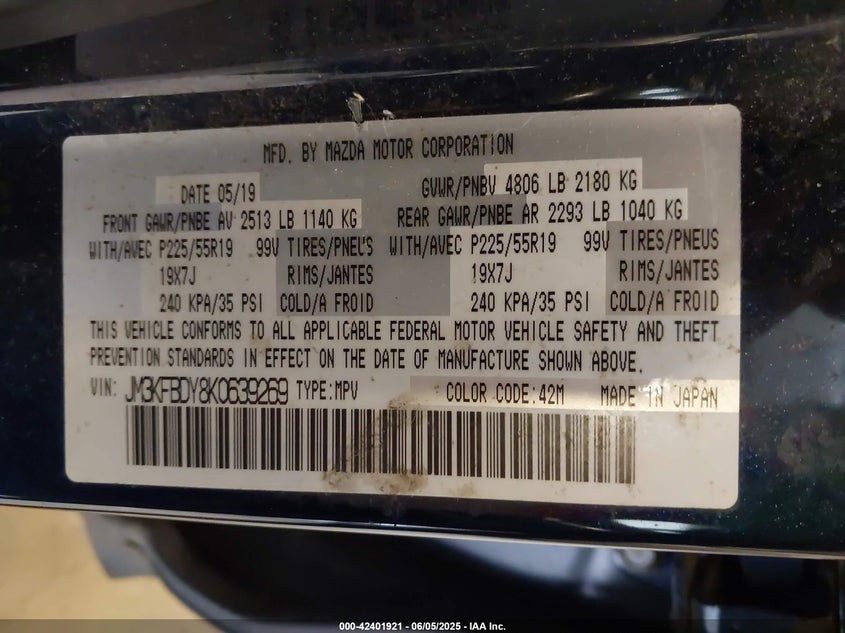 MFD. BY MAZDA MOTOR CORPORATION
DATE 05/19 GVWR/PNBV 4806 LB 2180 KG
FRONT GAWR/PNBE AV 2513 LB 1140 KG REAR GAWR/PNBE AR 2293 LB 1040 KG
WITH/AVEC P225/55R19 99V TIRES/PNEUS WITH/AVEC P225/55R19 99V TIRES/PNEUS
19X7J RIMS/JANTES 19X7J RIMS/JANTES
240 KPA/35 PSI COLD/A FROID 240 KPA/35 PSI COLD/A FROID
THIS VEHICLE CONFORMS TO ALL APPLICABLE FEDERAL MOTOR VEHICLE SAFETY AND THEFT
PREVENTION STANDARDS IN EFFECT ON THE DATE OF MANUFACTURE SHOWN ABOVE.
VIN: JM3KFBDY8K0639269 TYPE:MPV COLOR CODE:42M MADE IN JAPAN
000-42401921 - 06/05/2025 - IAA Inc.